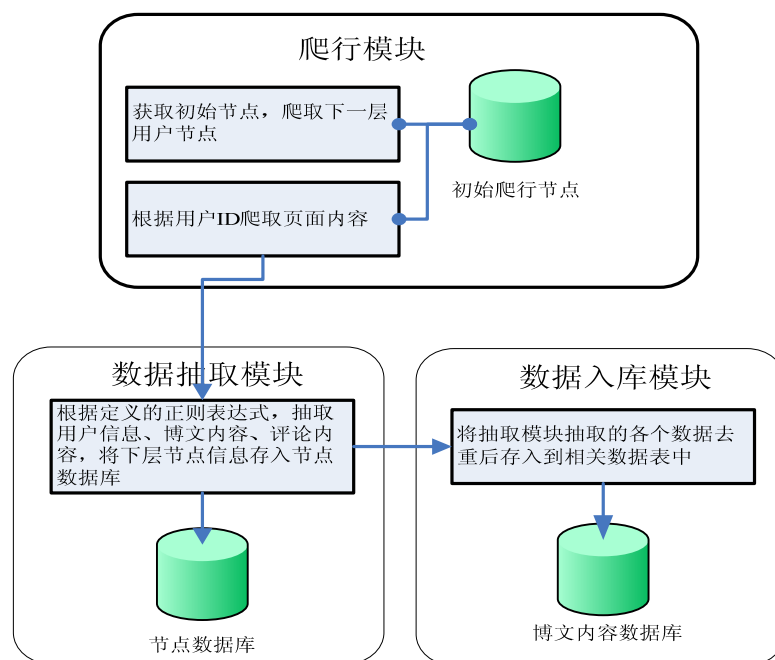 爬行模块
获取初始节点，爬取下一层
用户节点
初始爬行节点
根据用户ID爬取页面内容
数据抽取模块
根据定义的正则表达式，抽取
用户信息、博文内容、评论内
容，将下层节点信息存入节点
数据库
节点数据库
数据入库模块
将抽取模块抽取的各个数据去
重后存入到相关数据表中
博文内容数据库